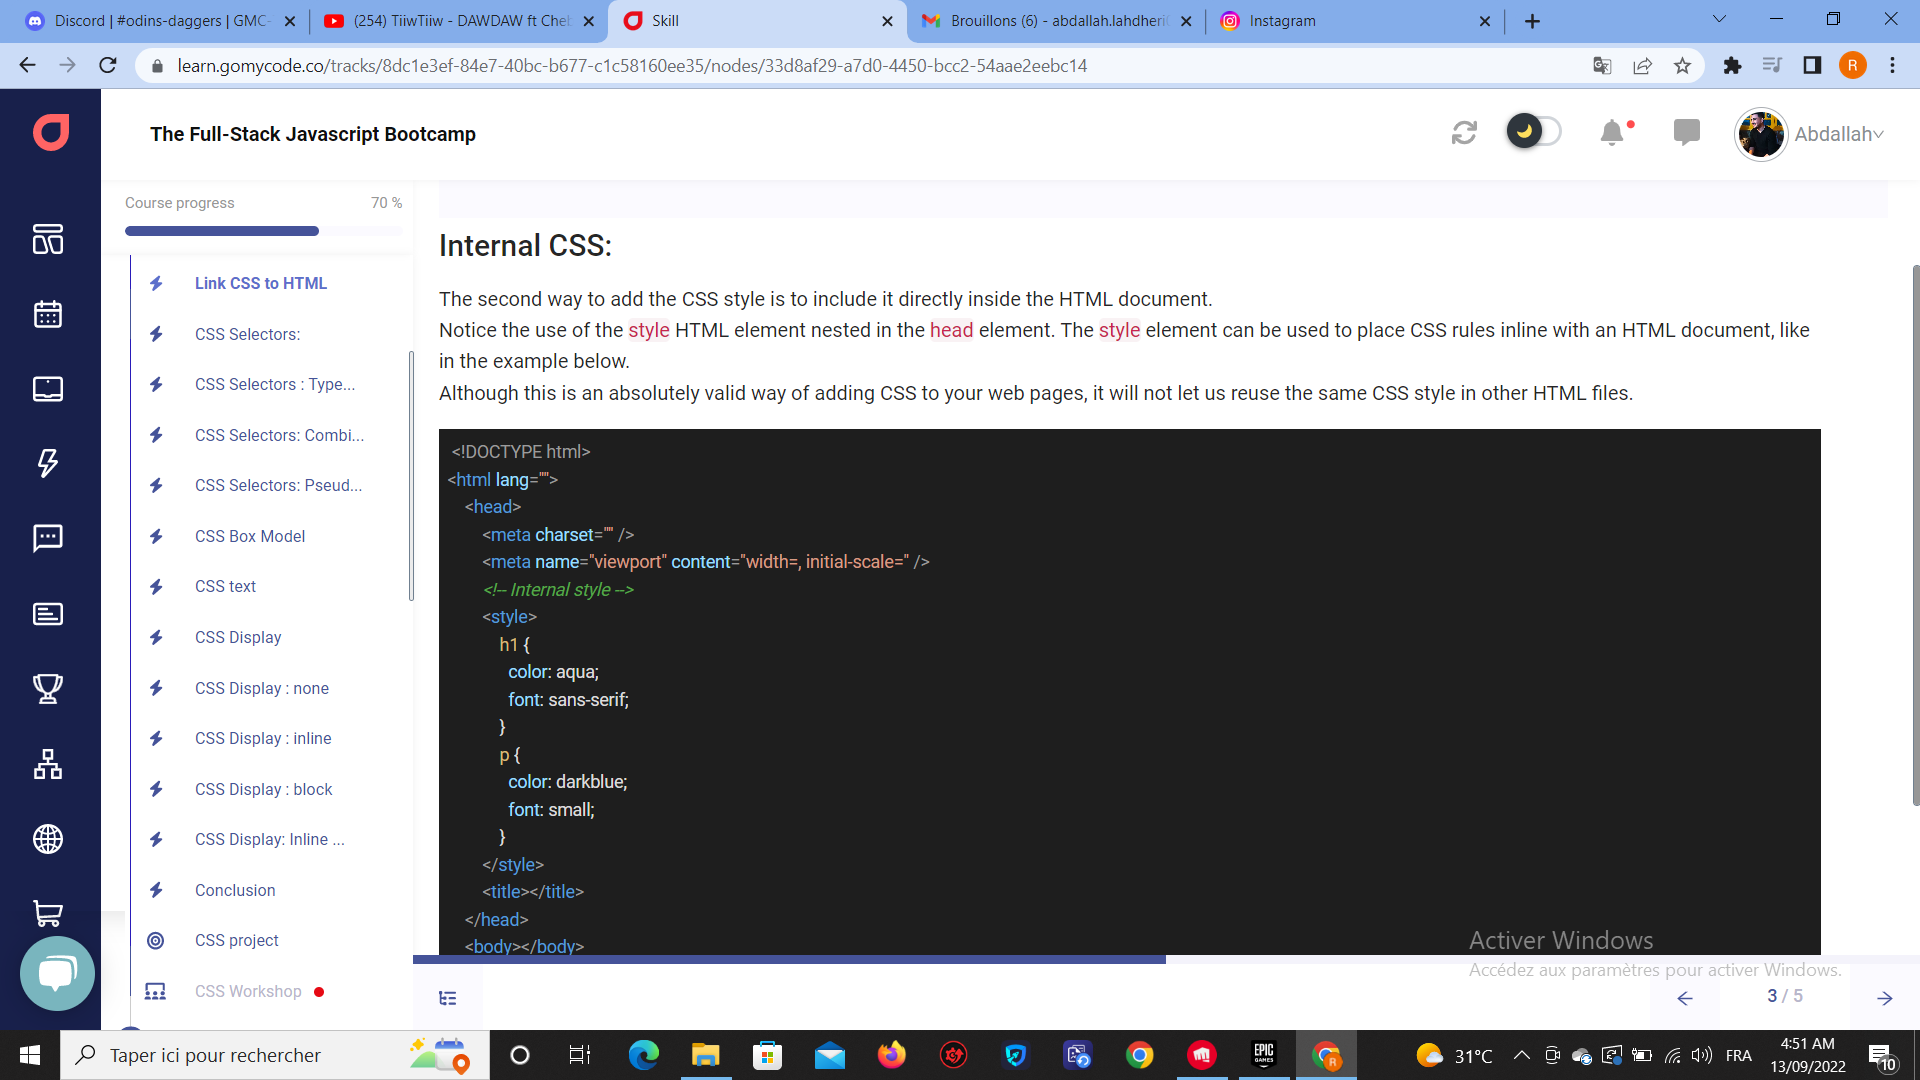 Discord | #odins-daggers | GMC-
(254) TiiwTiiw - DAWDAW ft Cheb
Skill
Brouillons (6) - abdallah.lahdheri
Instagram
learn.gomycode.co/tracks/8dc1e3ef-84e7-40bc-b677-c1c58160ee35/nodes/33d8af29-a7d0-4450-bcc2-54aae2eebc14
R
The Full-Stack Javascript Bootcamp
Abdallah
Course progress
70 %
Link CSS to HTML
CSS Selectors:
CSS Selectors : Type...
CSS Selectors: Combi...
CSS Selectors: Pseud...
CSS Box Model
CSS text
CSS Display
CSS Display : none
CSS Display : inline
CSS Display : block
CSS Display: Inline ...
Conclusion
CSS project
CSS Workshop
Internal CSS:
The second way to add the CSS style is to include it directly inside the HTML document.
Notice the use of the style HTML element nested in the head element. The style element can be used to place CSS rules inline with an HTML document, like
in the example below.
Although this is an absolutely valid way of adding CSS to your web pages, it will not let us reuse the same CSS style in other HTML files.
<!DOCTYPE html>
<html lang="">
<head>
<meta charset="" />
<meta name="viewport" content="width=, initial-scale=" />
<!-- Internal style -->
<style>
h1 {
color: aqua;
font: sans-serif;
}
p {
color: darkblue;
font: small;
}
</style>
<title></title>
</head>
<body></body>
Activer Windows
Accédez aux paramètres pour activer Windows.
3 / 5
Taper ici pour rechercher
EPIC
GAMES
R
31°C
FRA
4:51 AM
13/09/2022
10